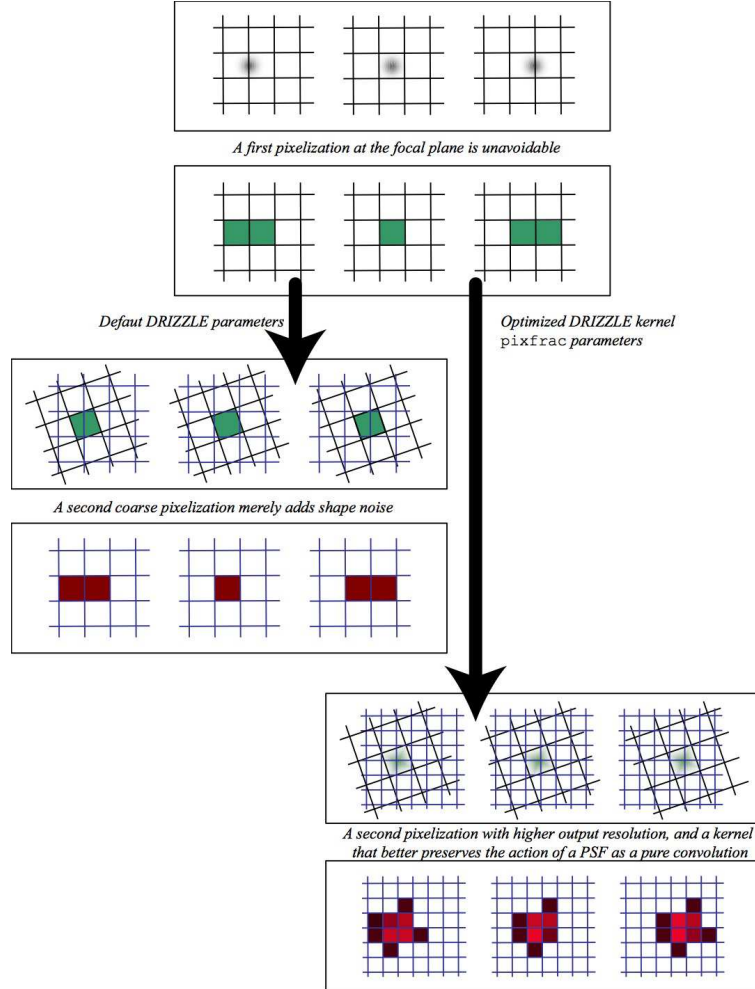 A first pixelization at the focal plane is unavoidable
Defaut DRIZZLE parameters
Optimized DRIZZLE kernel
pixfrac parameters
A second coarse pixelization merely adds shape noise
A second pixelization with higher output resolution, and a kernel
that better preserves the action of a PSF as a pure convolution